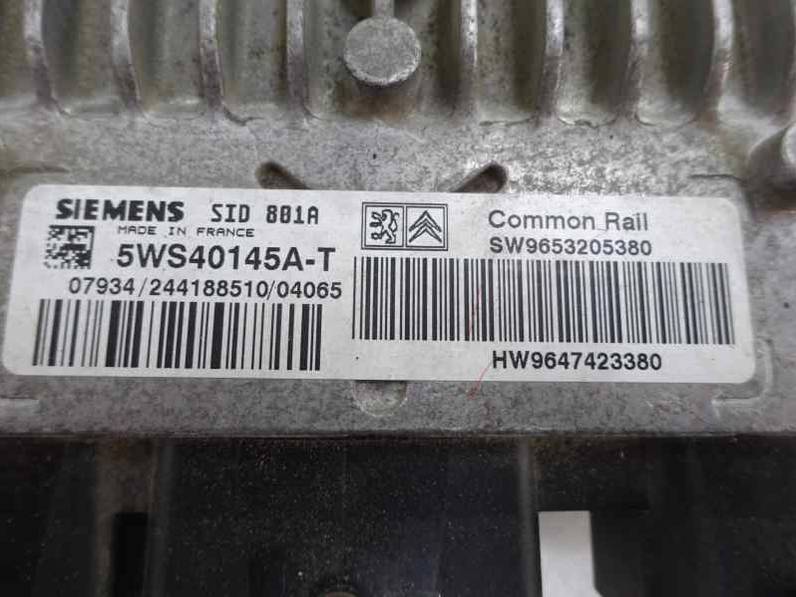 SIEMENS SID 801A
MADE IN FRANCE
5WS40145A-T
07934/244188510/04065
Common Rail
SW9653205380
HW9647423380